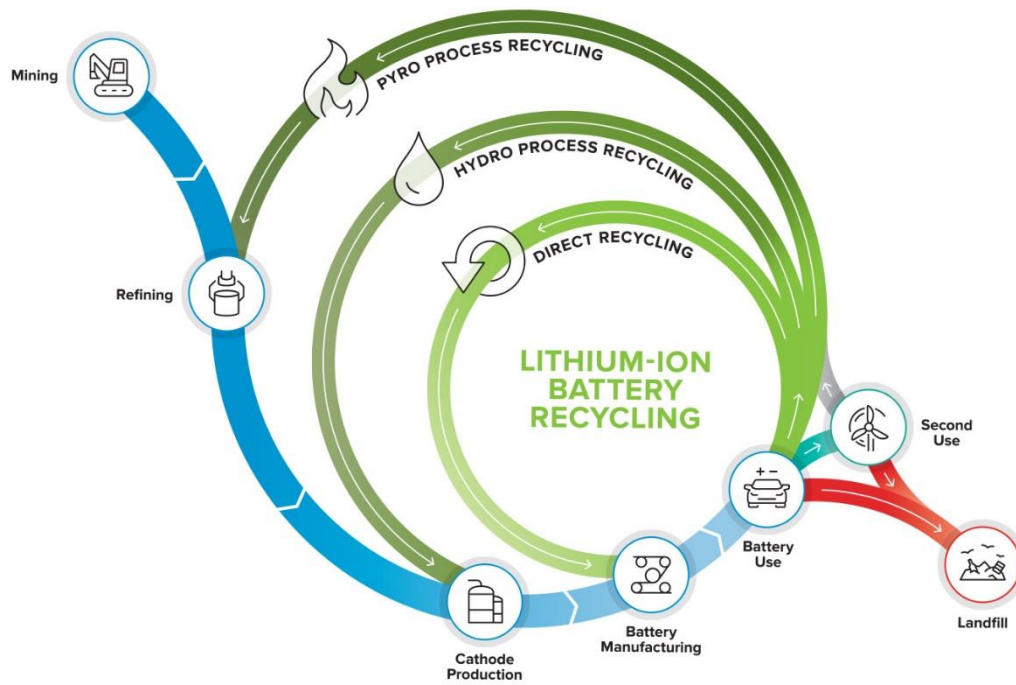 Mining
PYRO PROCESS RECYCLING
HYDRO PROCESS RECYCLING
DIRECT RECYCLING
Refining
LITHIUM-ION
BATTERY
RECYCLING
Second
Use
+ -
Battery
Use
Landfill
Battery
Manufacturing
Cathode
Production